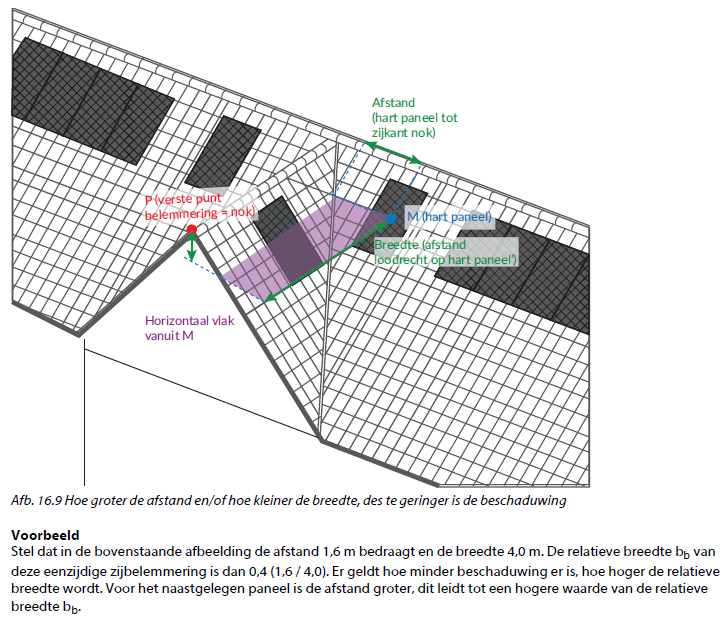 Afstand
(hart paneel tot
zijkant nok)
P (verste punt
belemmering = nok)
M (hart paneel)
Breedte (afstand
loodrecht op hart paneel')
Horizontaal vlak
vanuit M
Afb. 16.9 Hoe groter de afstand en/of hoe kleiner de breedte, des te geringer is de beschaduwing
Voorbeeld
Stel dat in de bovenstaande afbeelding de afstand 1,6 m bedraagt en de breedte 4,0 m. De relatieve breedte bb van
deze eenzijdige zijbelemmering is dan 0,4 (1,6 / 4,0). Er geldt hoe minder beschaduwing er is, hoe hoger de relatieve
breedte wordt. Voor het naastgelegen paneel is de afstand groter, dit leidt tot een hogere waarde van de relatieve
breedte bb.